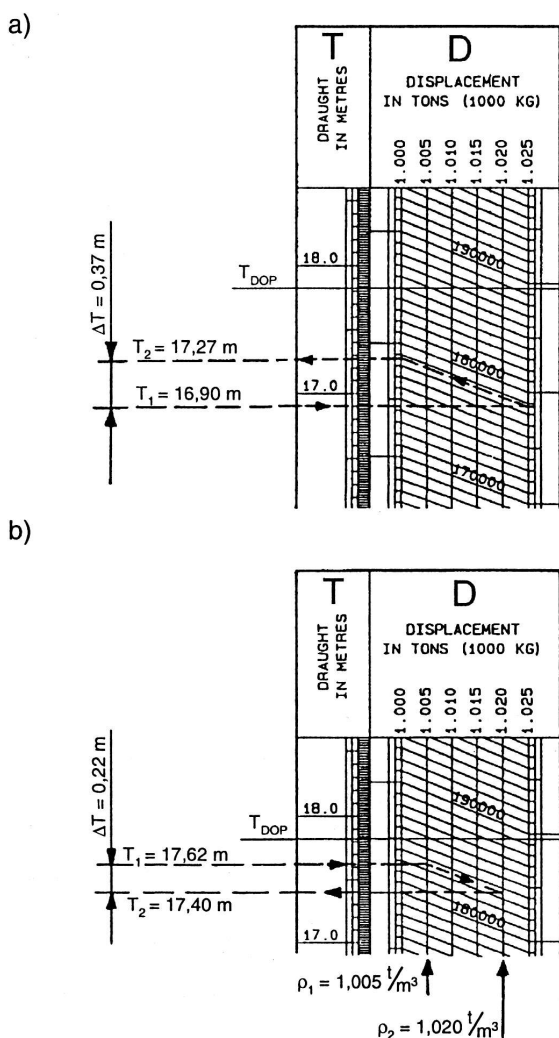 a)
T
D
DRAUGHT
IN METRES
DISPLACEMENT
IN TONS (1000 KG)
1.000
1.005
1.010
1.015
1.020
1.025
190000
18.0
T_DOP
ΔT = 0,37 m
T₂ = 17,27 m
180000
17.0
T₁ = 16,90 m
170000
b)
T
D
DRAUGHT
IN METRES
DISPLACEMENT
IN TONS (1000 KG)
1.000
1.005
1.010
1.015
1.020
1.025
190000
18.0
T_DOP
ΔT = 0,22 m
T₁ = 17,62 m
T₂ = 17,40 m
180000
17.0
ρ₁ = 1,005 t/m³
ρ₂ = 1,020 t/m³